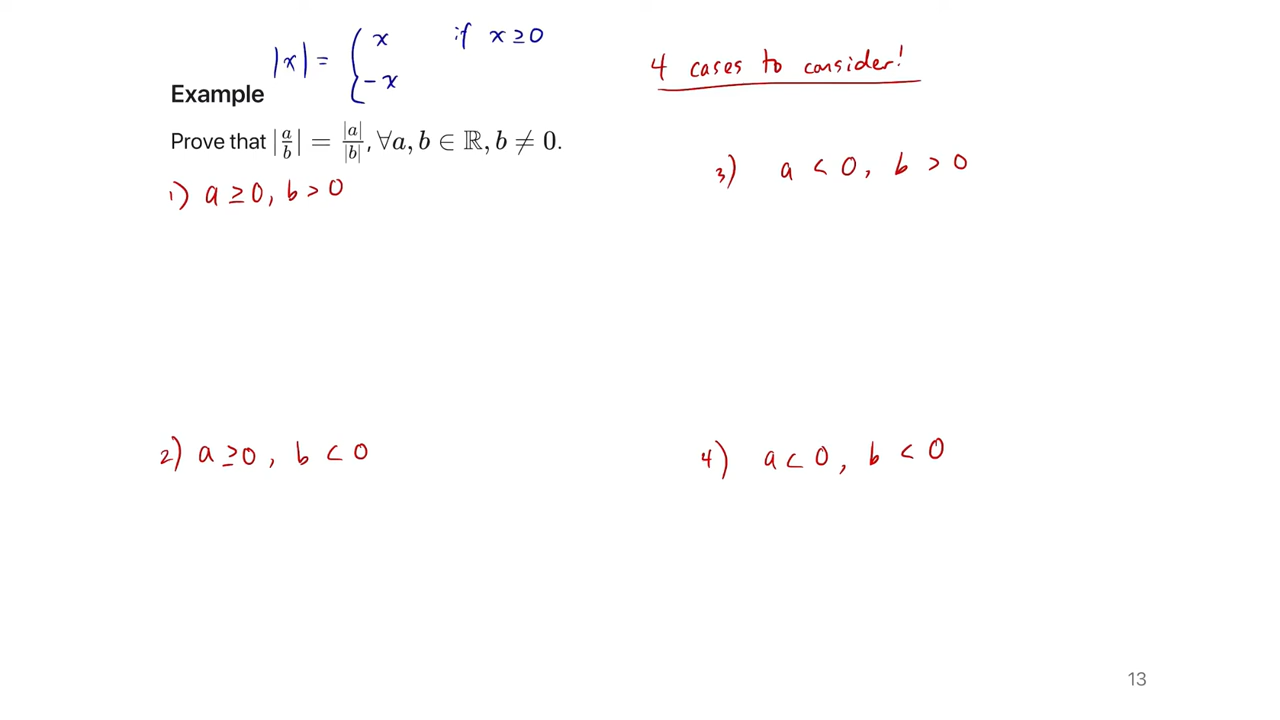 |x| = { x if x ≥ 0
{ -x
4 cases to consider!
Example
Prove that |a/b| = |a|/|b|, ∀a, b ∈ ℝ, b ≠ 0.
1) a ≥ 0, b > 0
3) a < 0, b > 0
2) a ≥ 0, b < 0
4) a < 0, b < 0
13